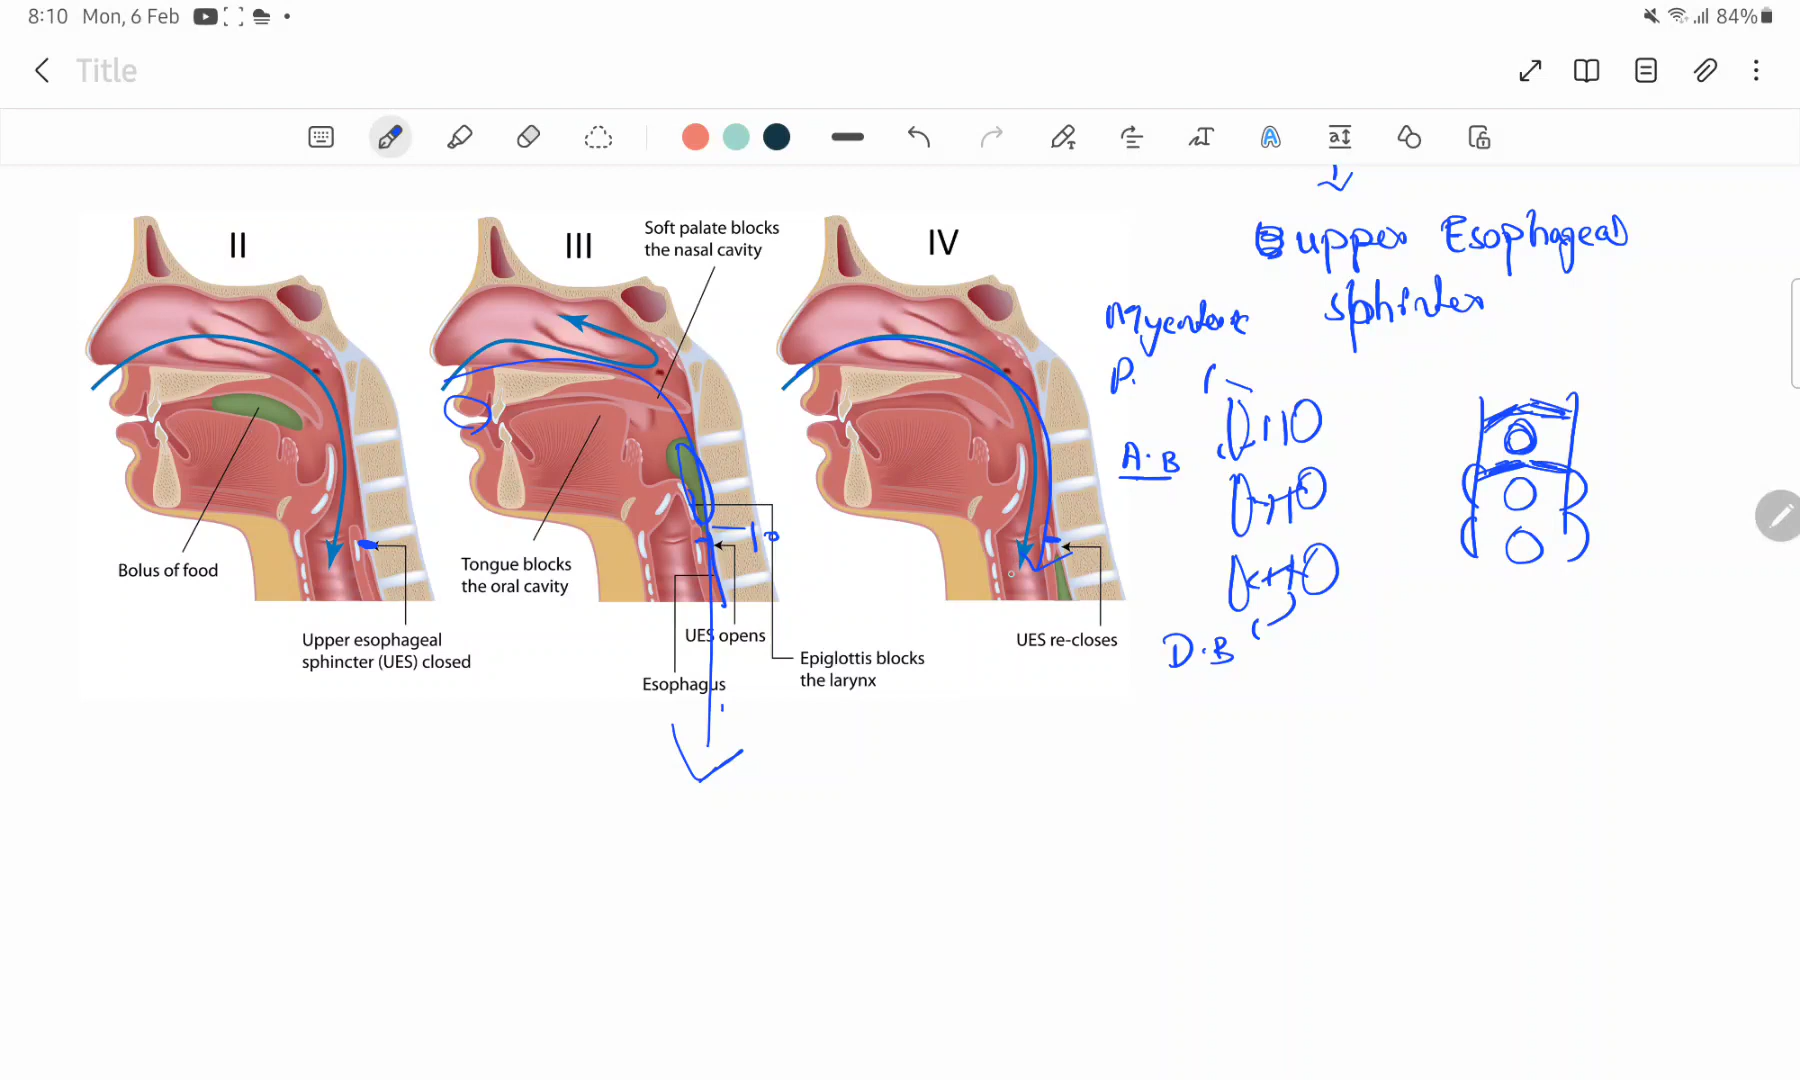 8:10 Mon, 6 Feb
84%
Title
II
III
IV
Soft palate blocks
the nasal cavity
Bolus of food
Upper esophageal
sphincter (UES) closed
Tongue blocks
the oral cavity
UES opens
Esophagus
Epiglottis blocks
the larynx
UES re-closes
upper Esophageal
sphincter
P.
A.B
D.B